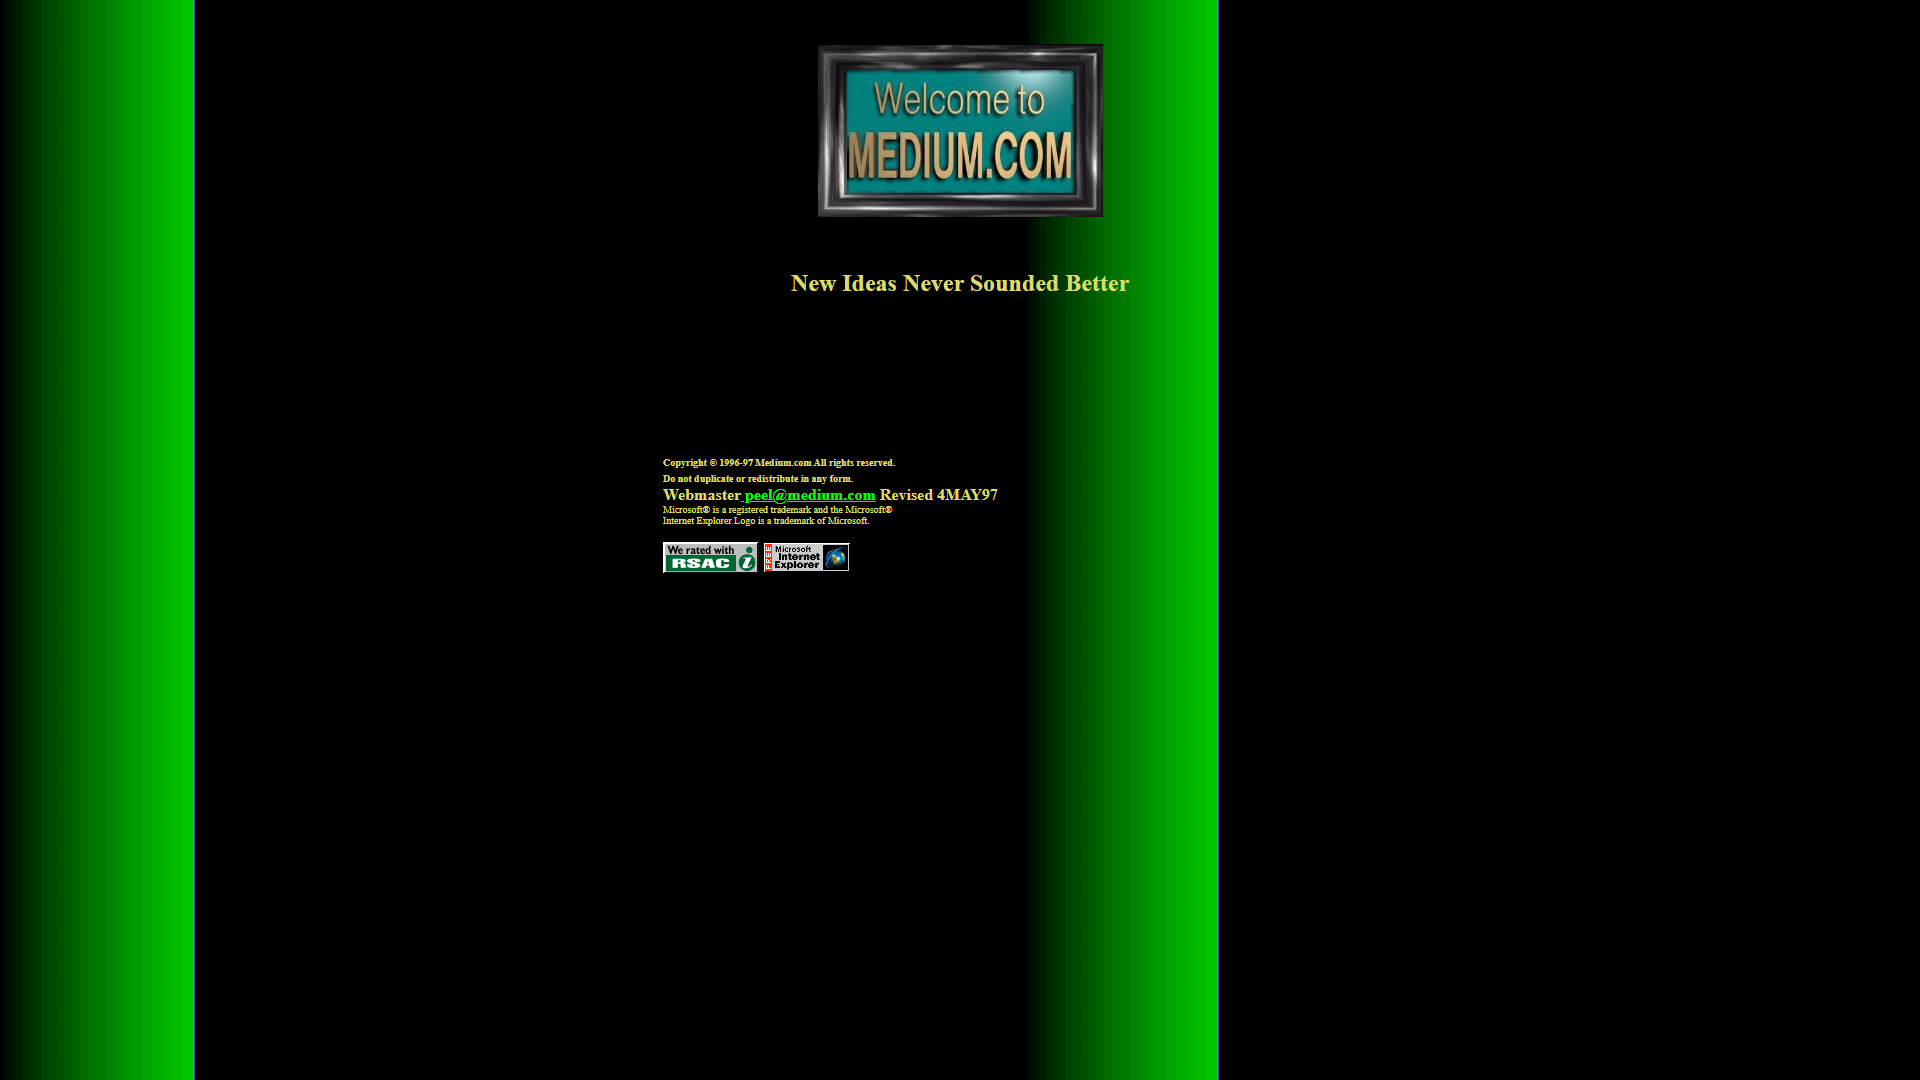 Welcome to
MEDIUM.COM
New Ideas Never Sounded Better
Copyright © 1996-97 Medium.com All rights reserved.
Do not duplicate or redistribute in any form.
Webmaster peel@medium.com Revised 4MAY97
Microsoft® is a registered trademark and the Microsoft®
Internet Explorer Logo is a trademark of Microsoft.
We rated with
RSAC i
FREE
Microsoft
Internet
Explorer